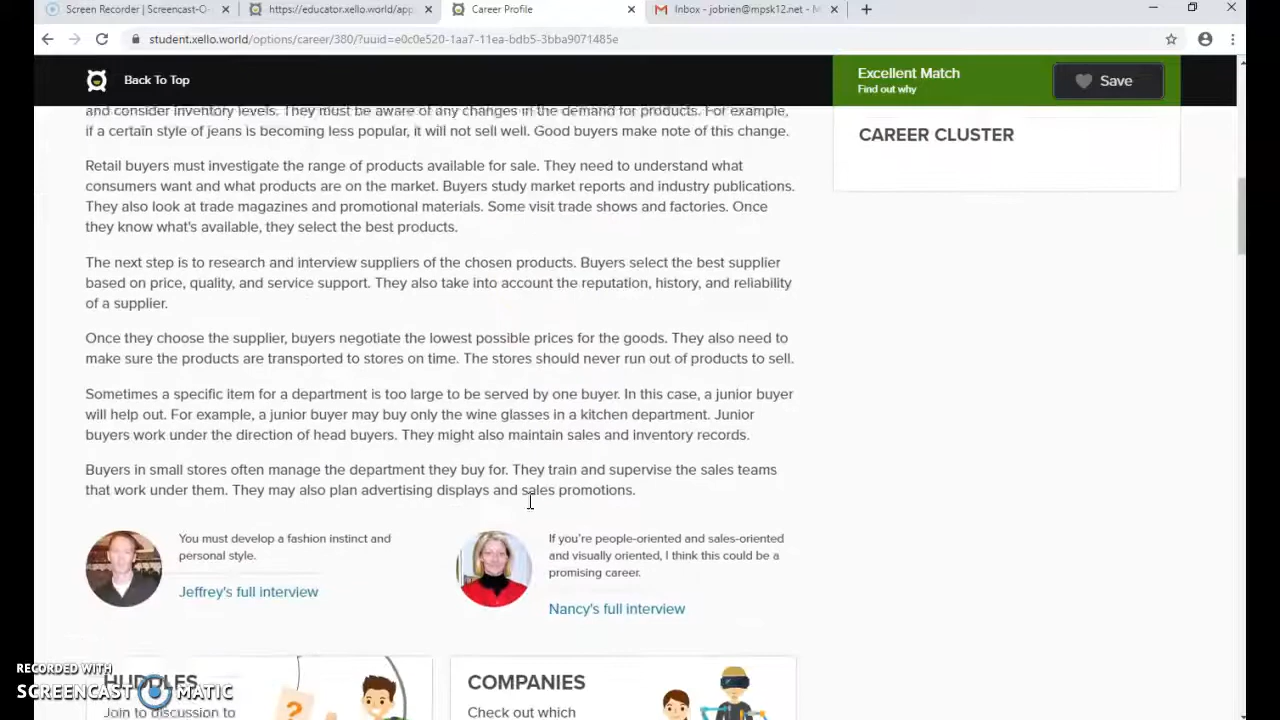 Screen Recorder | Screencast-O-
https://educator.xello.world/app
Career Profile
Inbox - jobrien@mpsk12.net - M
student.xello.world/options/career/380/?uuid=e0c0e520-1aa7-11ea-bdb5-3bba9071485e
Back To Top
Excellent Match
Find out why
Save
and consider inventory levels. They must be aware of any changes in the demand for products. For example,
if a certain style of jeans is becoming less popular, it will not sell well. Good buyers make note of this change.
CAREER CLUSTER
Retail buyers must investigate the range of products available for sale. They need to understand what
consumers want and what products are on the market. Buyers study market reports and industry publications.
They also look at trade magazines and promotional materials. Some visit trade shows and factories. Once
they know what's available, they select the best products.
The next step is to research and interview suppliers of the chosen products. Buyers select the best supplier
based on price, quality, and service support. They also take into account the reputation, history, and reliability
of a supplier.
Once they choose the supplier, buyers negotiate the lowest possible prices for the goods. They also need to
make sure the products are transported to stores on time. The stores should never run out of products to sell.
Sometimes a specific item for a department is too large to be served by one buyer. In this case, a junior buyer
will help out. For example, a junior buyer may buy only the wine glasses in a kitchen department. Junior
buyers work under the direction of head buyers. They might also maintain sales and inventory records.
Buyers in small stores often manage the department they buy for. They train and supervise the sales teams
that work under them. They may also plan advertising displays and sales promotions.
You must develop a fashion instinct and
personal style.
Jeffrey's full interview
If you're people-oriented and sales-oriented
and visually oriented, I think this could be a
promising career.
Nancy's full interview
HUDDLES
Join to discussion to
?
COMPANIES
Check out which
RECORDED WITH
SCREENCAST MATIC